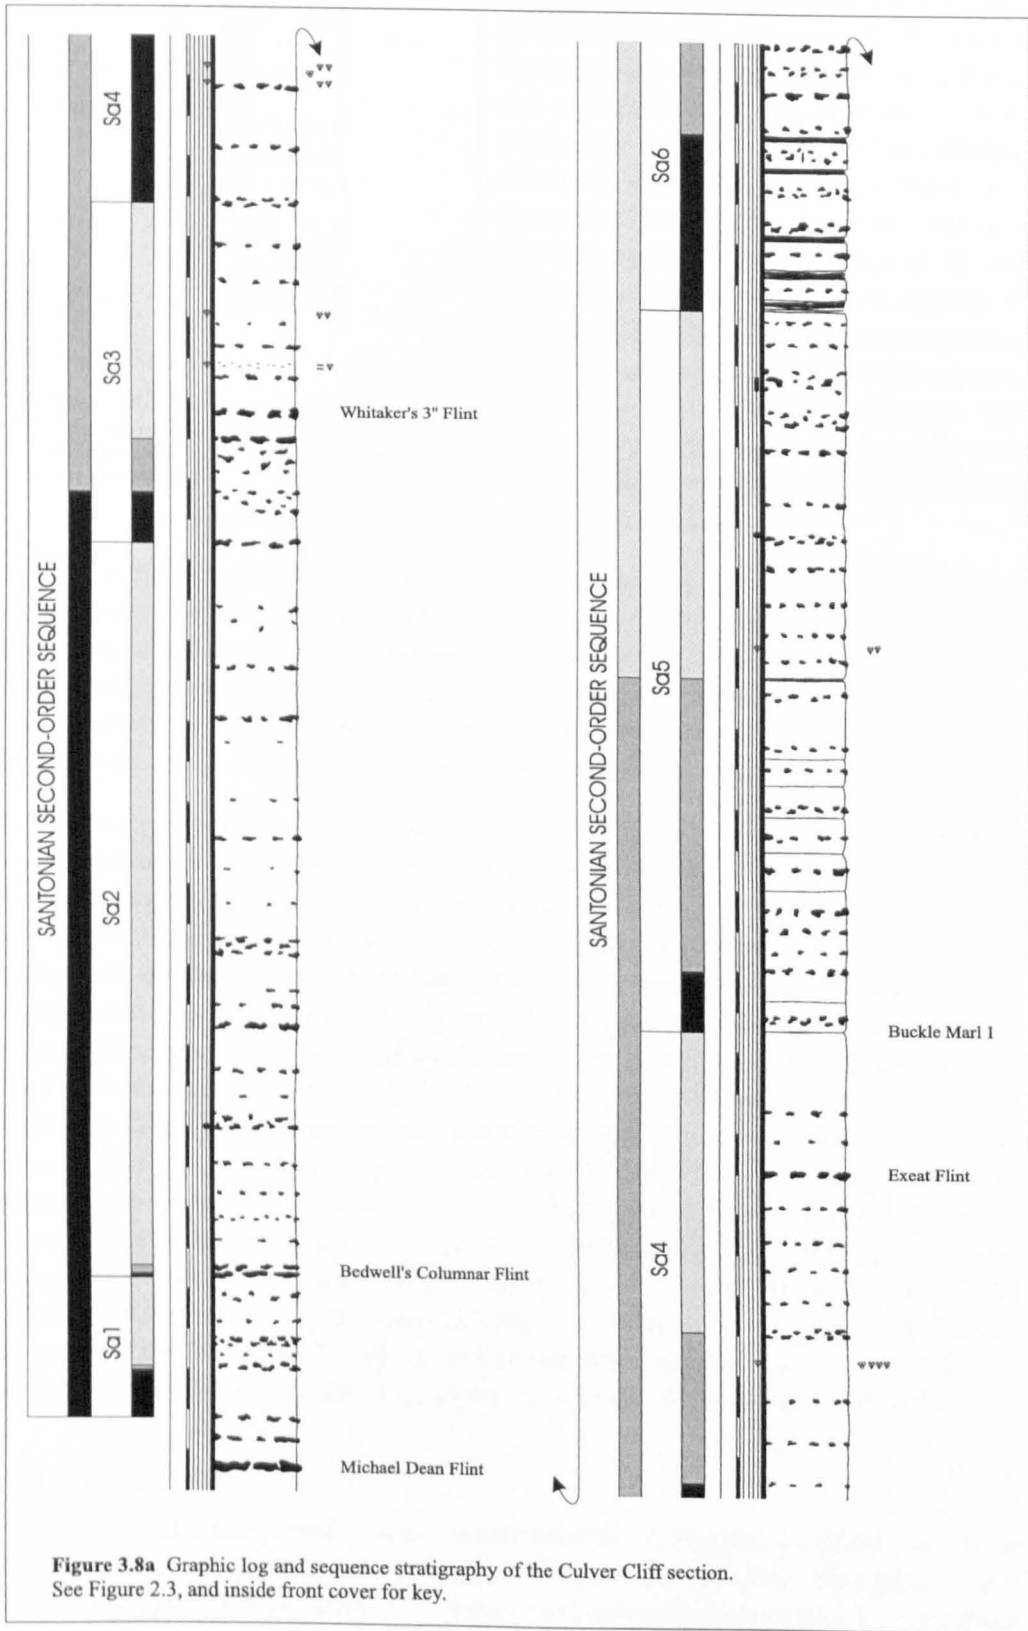 SANTONIAN SECOND-ORDER SEQUENCE
Sa4
Sa3
Sa2
Sa1
Whitaker's 3" Flint
Bedwell's Columnar Flint
Michael Dean Flint
SANTONIAN SECOND-ORDER SEQUENCE
Sa6
Sa5
Sa4
Buckle Marl 1
Exeat Flint
Figure 3.8a Graphic log and sequence stratigraphy of the Culver Cliff section.
See Figure 2.3, and inside front cover for key.